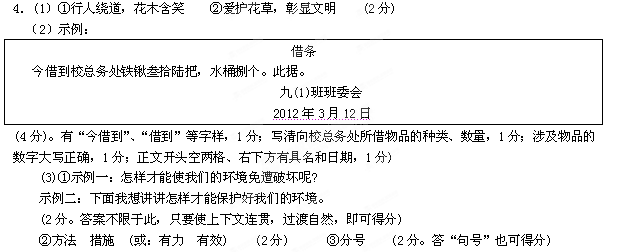 4．(1) ①行人绕道，花木含笑　②爱护花草，彰显文明　(2分)
(2) 示例：
借条
今借到校总务处铁锹叁拾陆把，水桶捌个。此据。
九(1)班班委会
2012年3月12日
(4分)。有“今借到”、“借到”等字样，1分；写清向校总务处所借物品的种类、数量，1分；涉及物品的
数字大写正确，1分；正文开头空两格、右下方有具名和日期，1分)
(3)①示例一：怎样才能使我们的环境免遭破坏呢?
示例二：下面我想讲讲怎样才能保护好我们的环境。
(2分。答案不限于此，只要使上下文连贯，过渡自然，即可得分)
②方法　措施　(或：有力　有效)　(2分)　③分号　(2分。答“句号”也可得分)